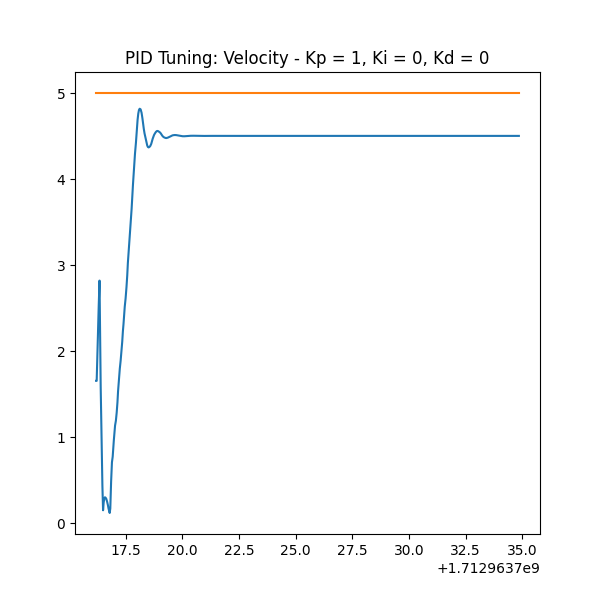 PID Tuning: Velocity - Kp = 1, Ki = 0, Kd = 0
5
4
3
2
1
0
17.5 20.0 22.5 25.0 27.5 30.0 32.5 35.0
+1.7129637e9